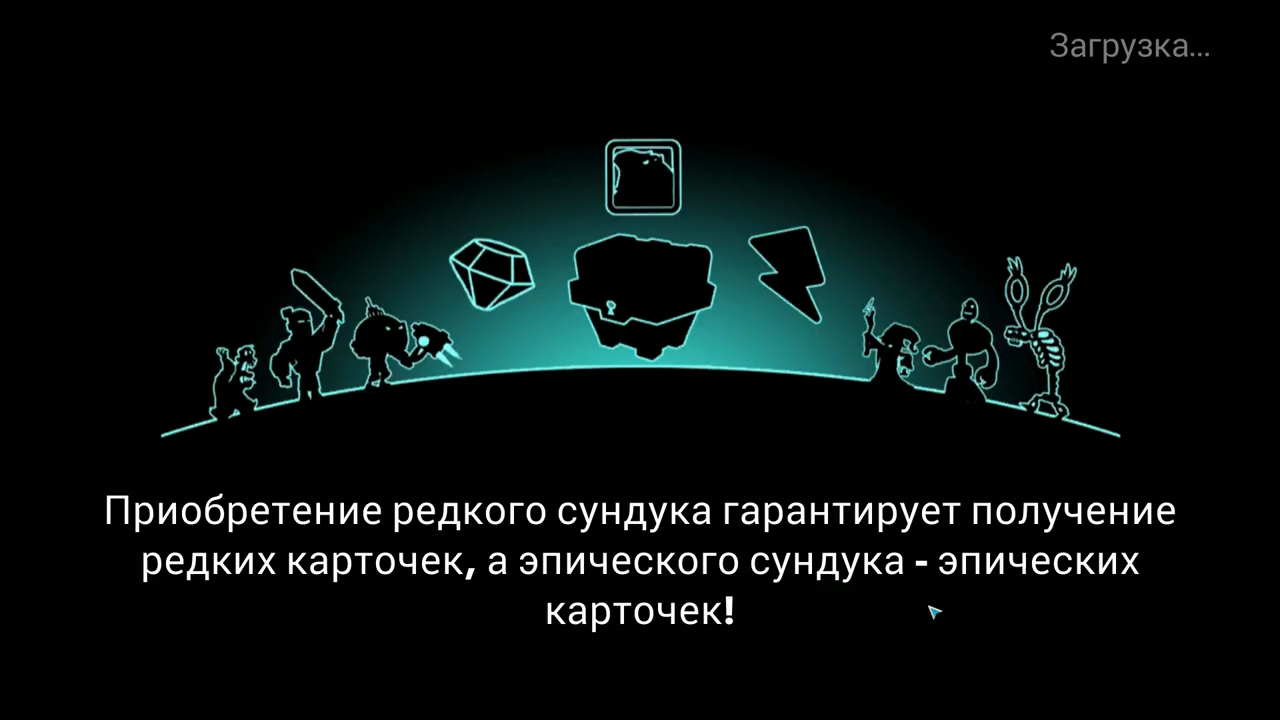 Загрузка...
Приобретение редкого сундука гарантирует получение
редких карточек, а эпического сундука - эпических
карточек!